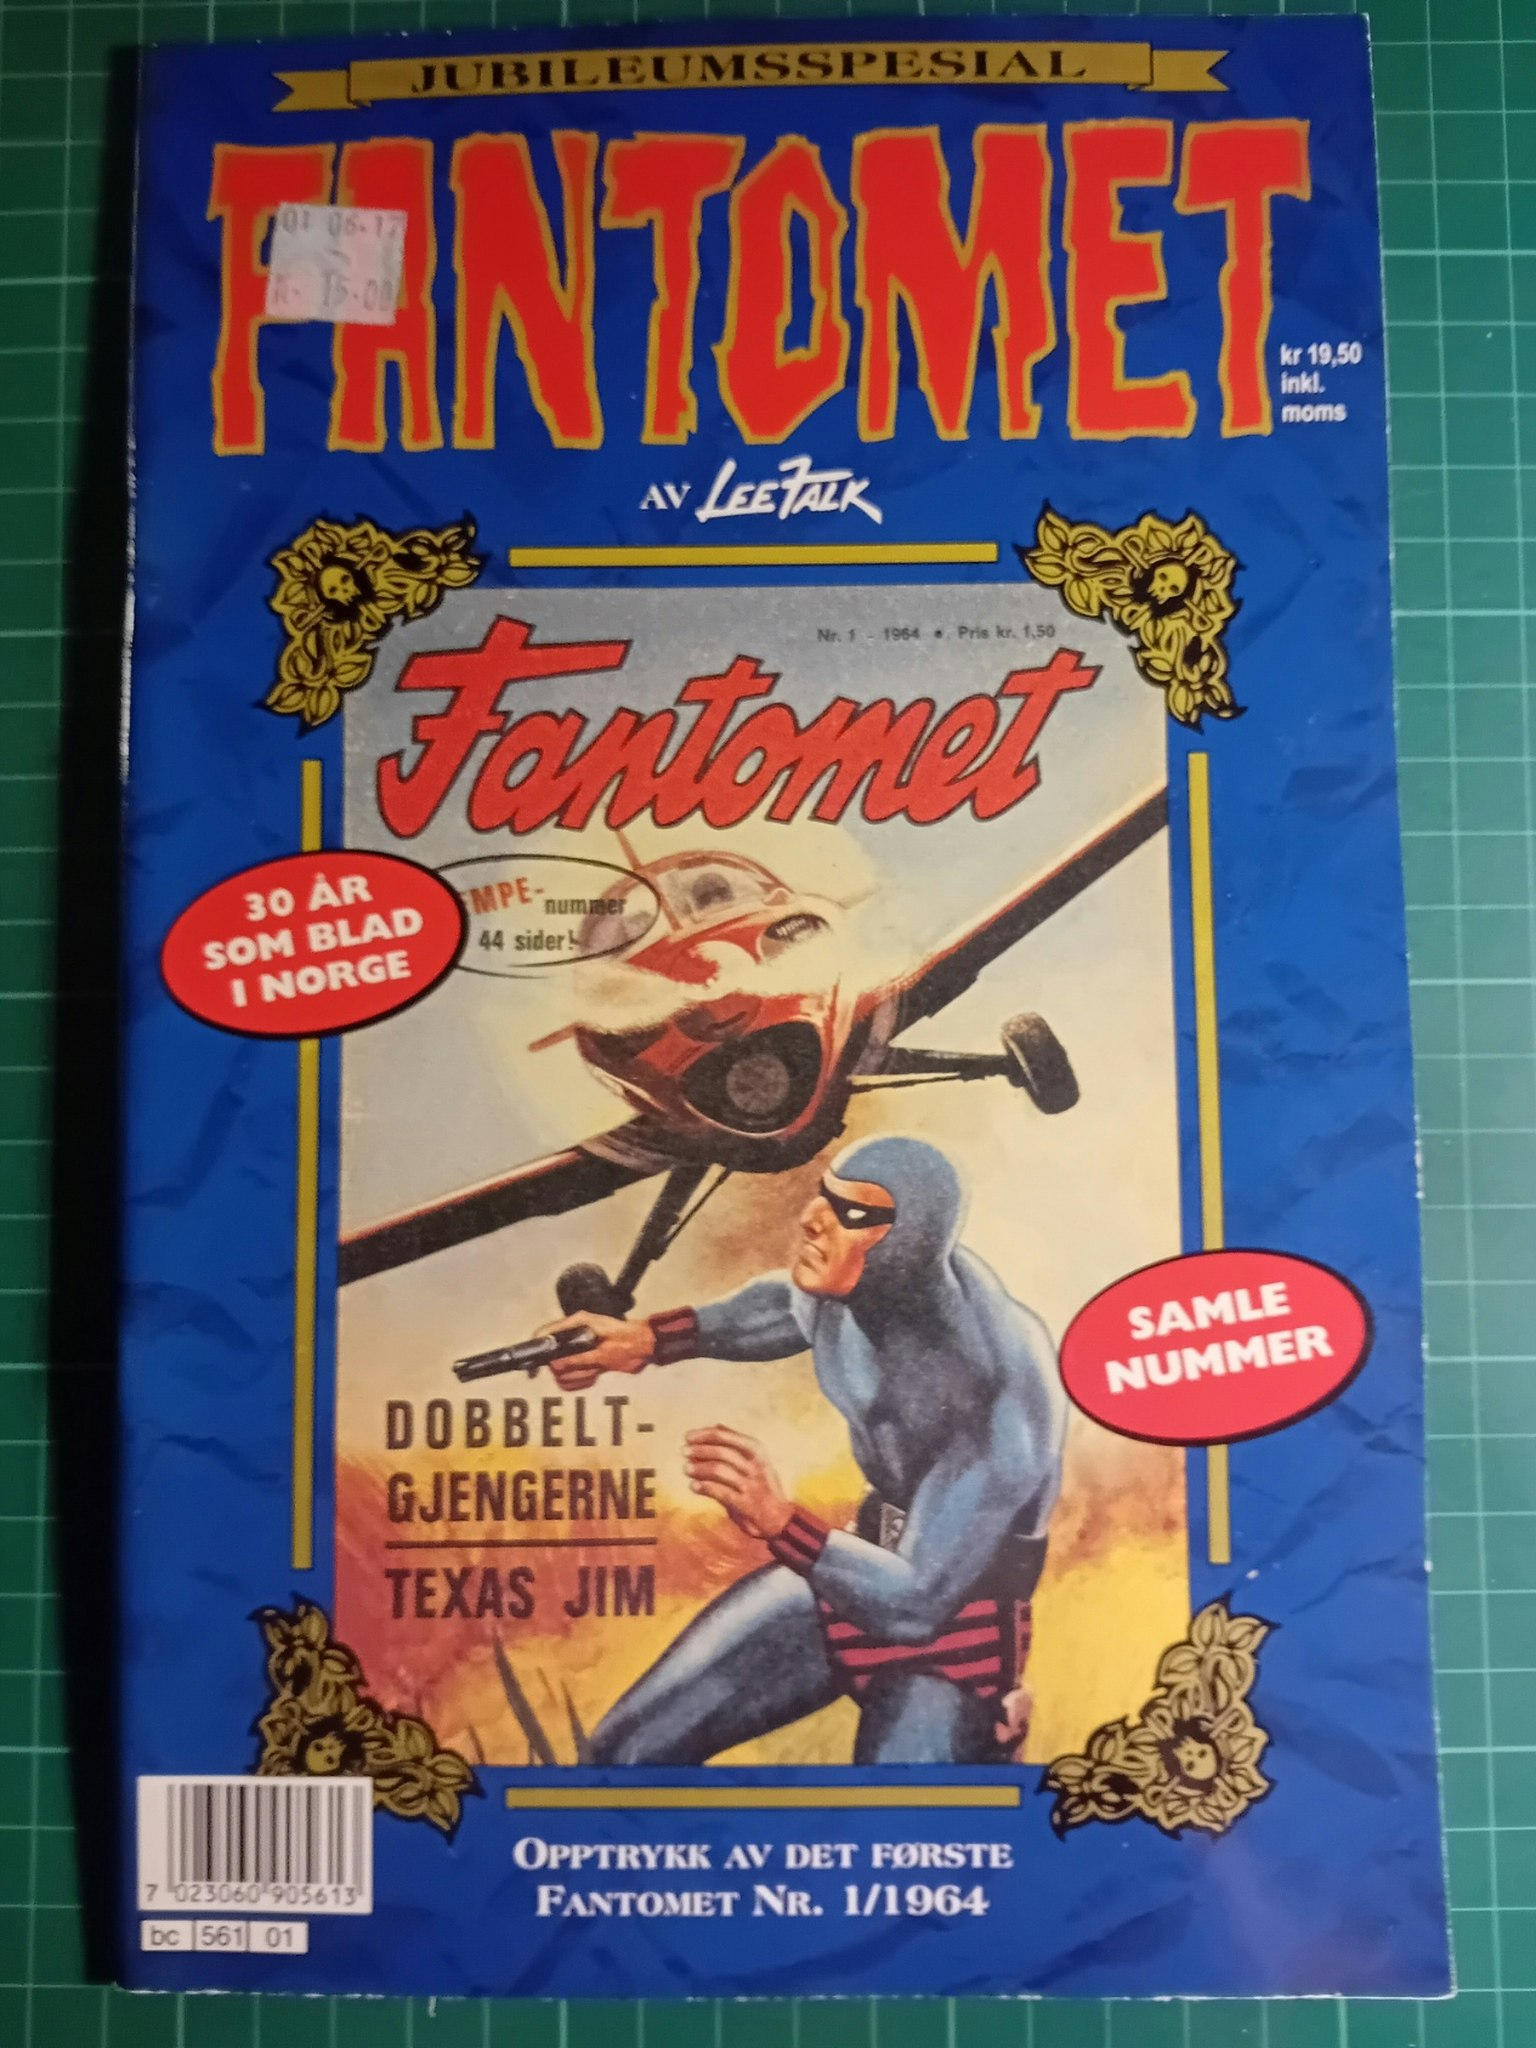 JUBILEUMSSPESIAL
FANTOMET
kr 19,50
inkl.
moms
AV LEE FALK
Nr. 1 - 1964 • Pris kr. 1,50
Fantomet
30 ÅR
SOM BLAD
I NORGE
nummer
44 sider!
SAMLE
NUMMER
DOBBELT-
GJENGERNE
TEXAS JIM
OPPTRYKK AV DET FØRSTE
FANTOMET NR. 1/1964
7 023060 905613
bc 561 01